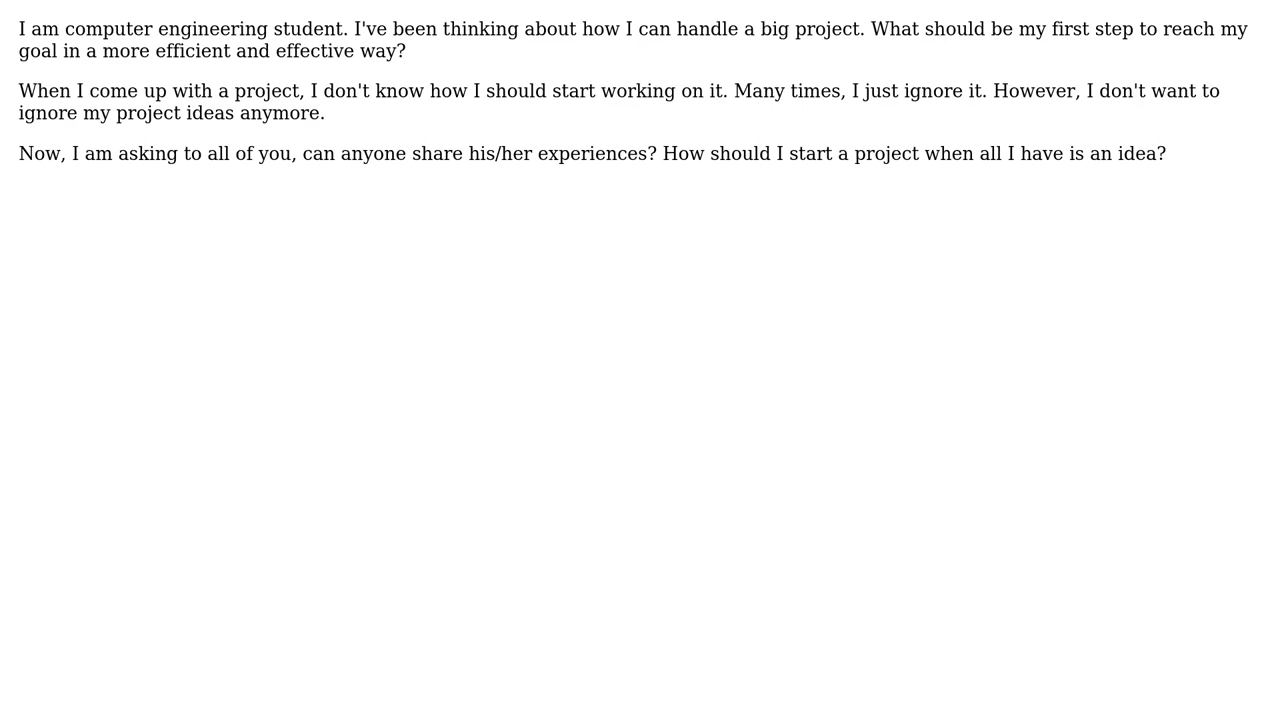 I am computer engineering student. I've been thinking about how I can handle a big project. What should be my first step to reach my
goal in a more efficient and effective way?
When I come up with a project, I don't know how I should start working on it. Many times, I just ignore it. However, I don't want to
ignore my project ideas anymore.
Now, I am asking to all of you, can anyone share his/her experiences? How should I start a project when all I have is an idea?